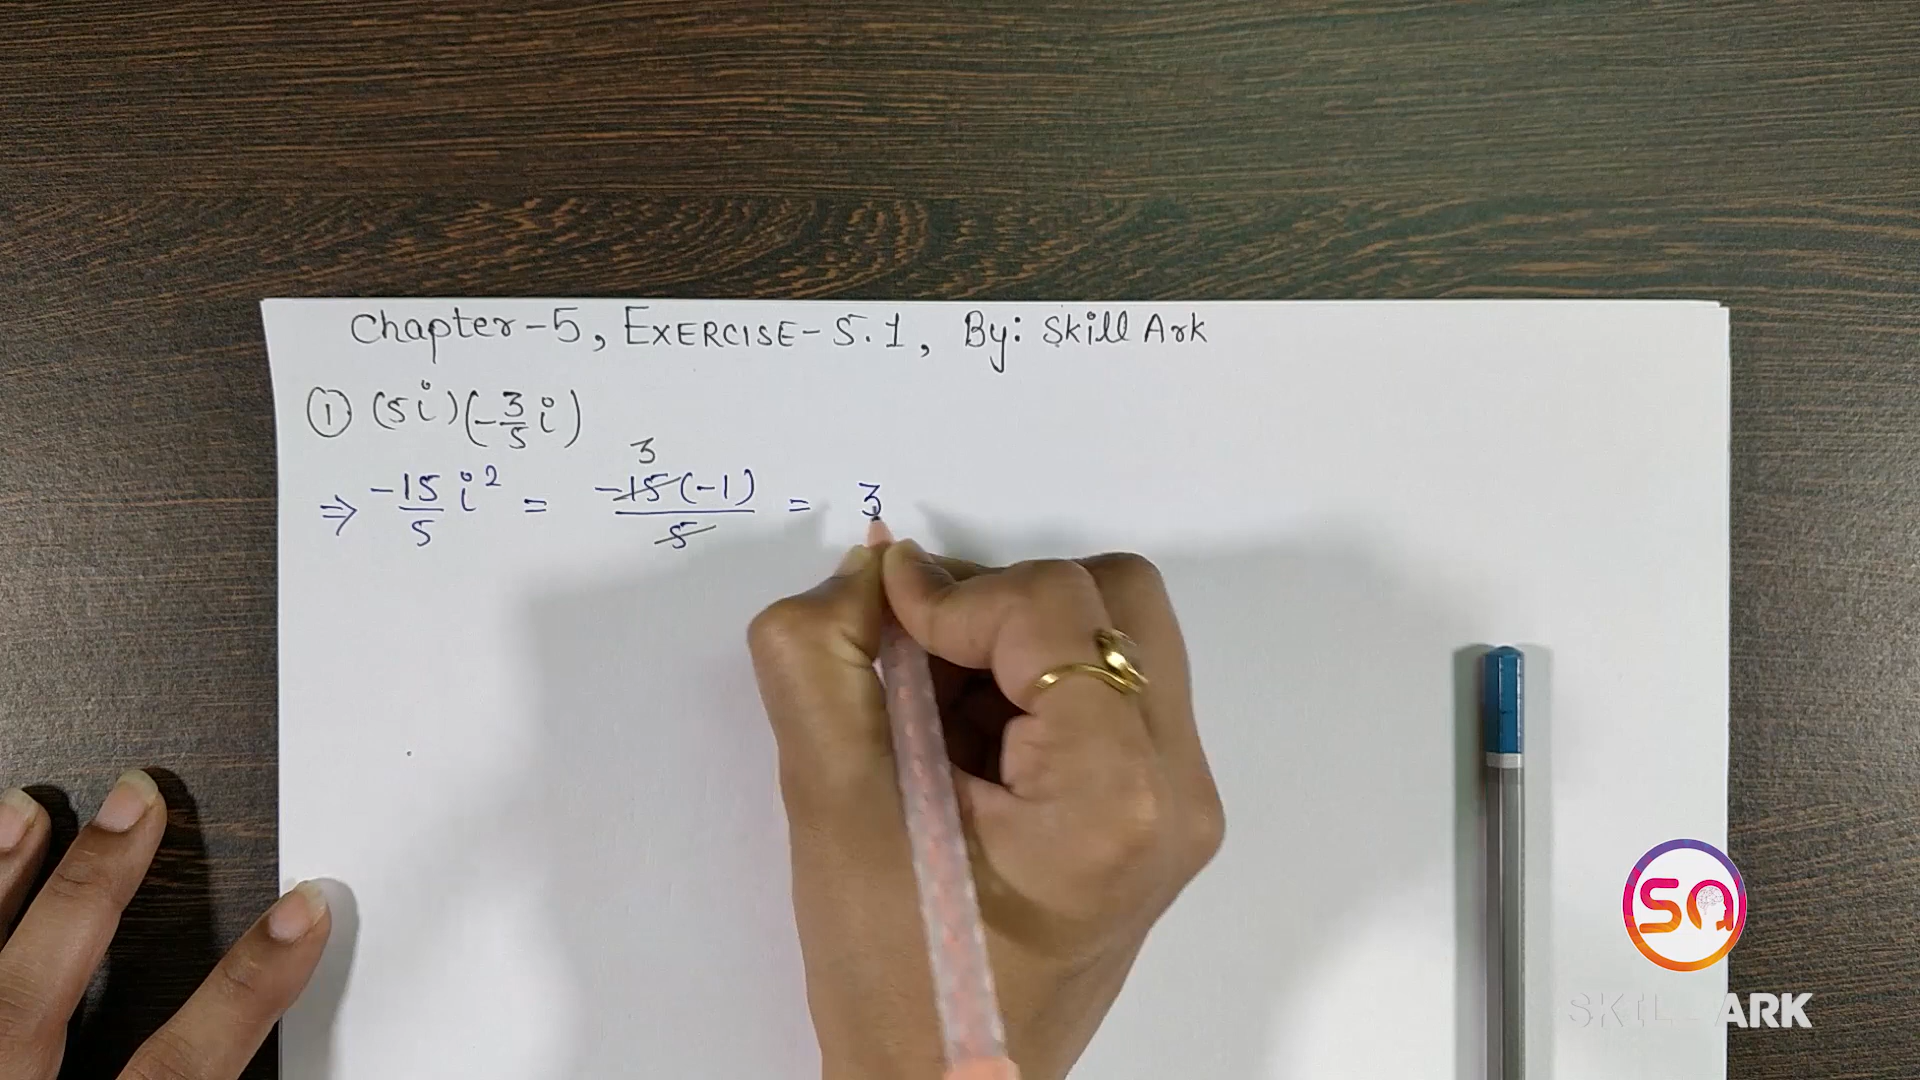 Chapter-5, EXERCISE-5.1, By: Skill Ark
① (5i)(-3/5 i)
3
⇒ -15/5 i² = -15(-1)/5 = 3
SA
SKILL ARK